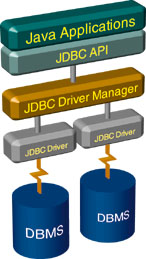 Java Applications
JDBC API
JDBC Driver Manager
JDBC Driver
JDBC Driver
DBMS
DBMS